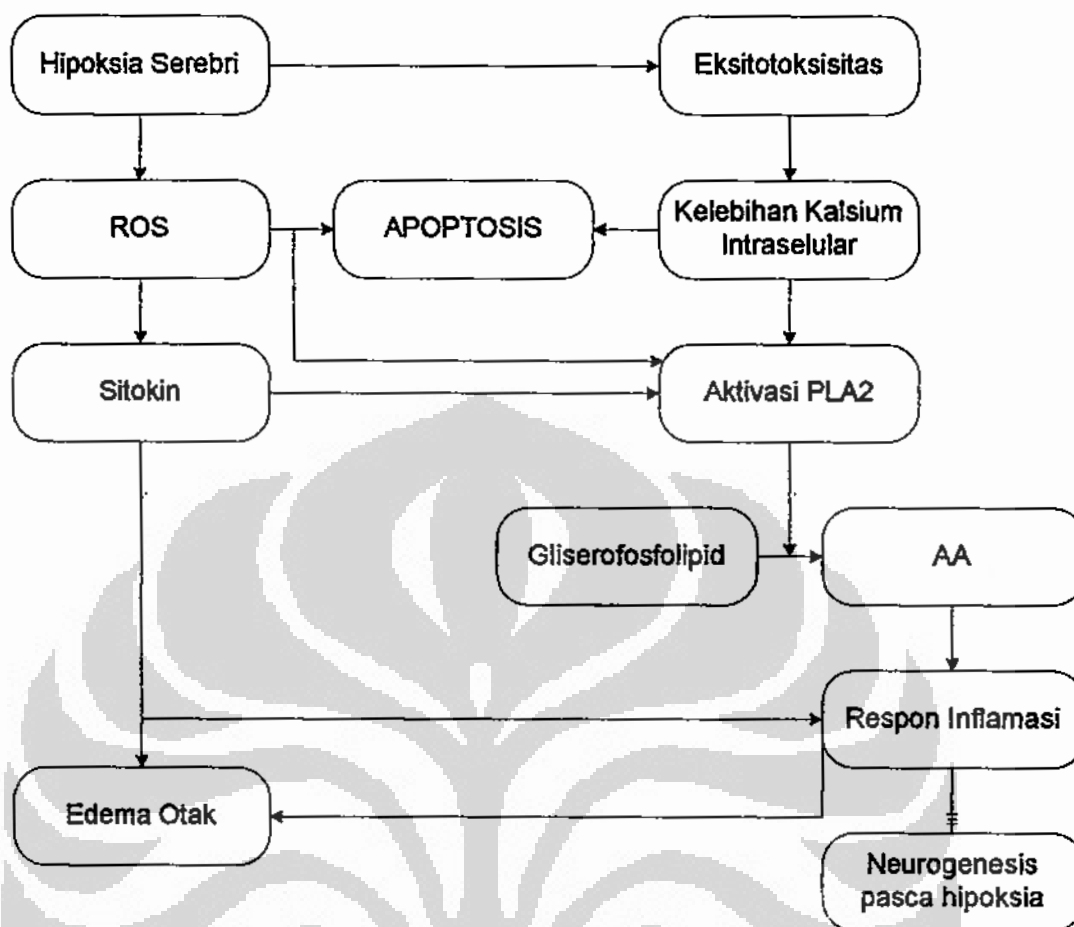 Hipoksia Serebri
Eksitotoksisitas
ROS
APOPTOSIS
Kelebihan Kalsium
Intraselular
Sitokin
Aktivasi PLA2
Gliserofosfolipid
AA
Respon Inflamasi
Edema Otak
Neurogenesis
pasca hipoksia